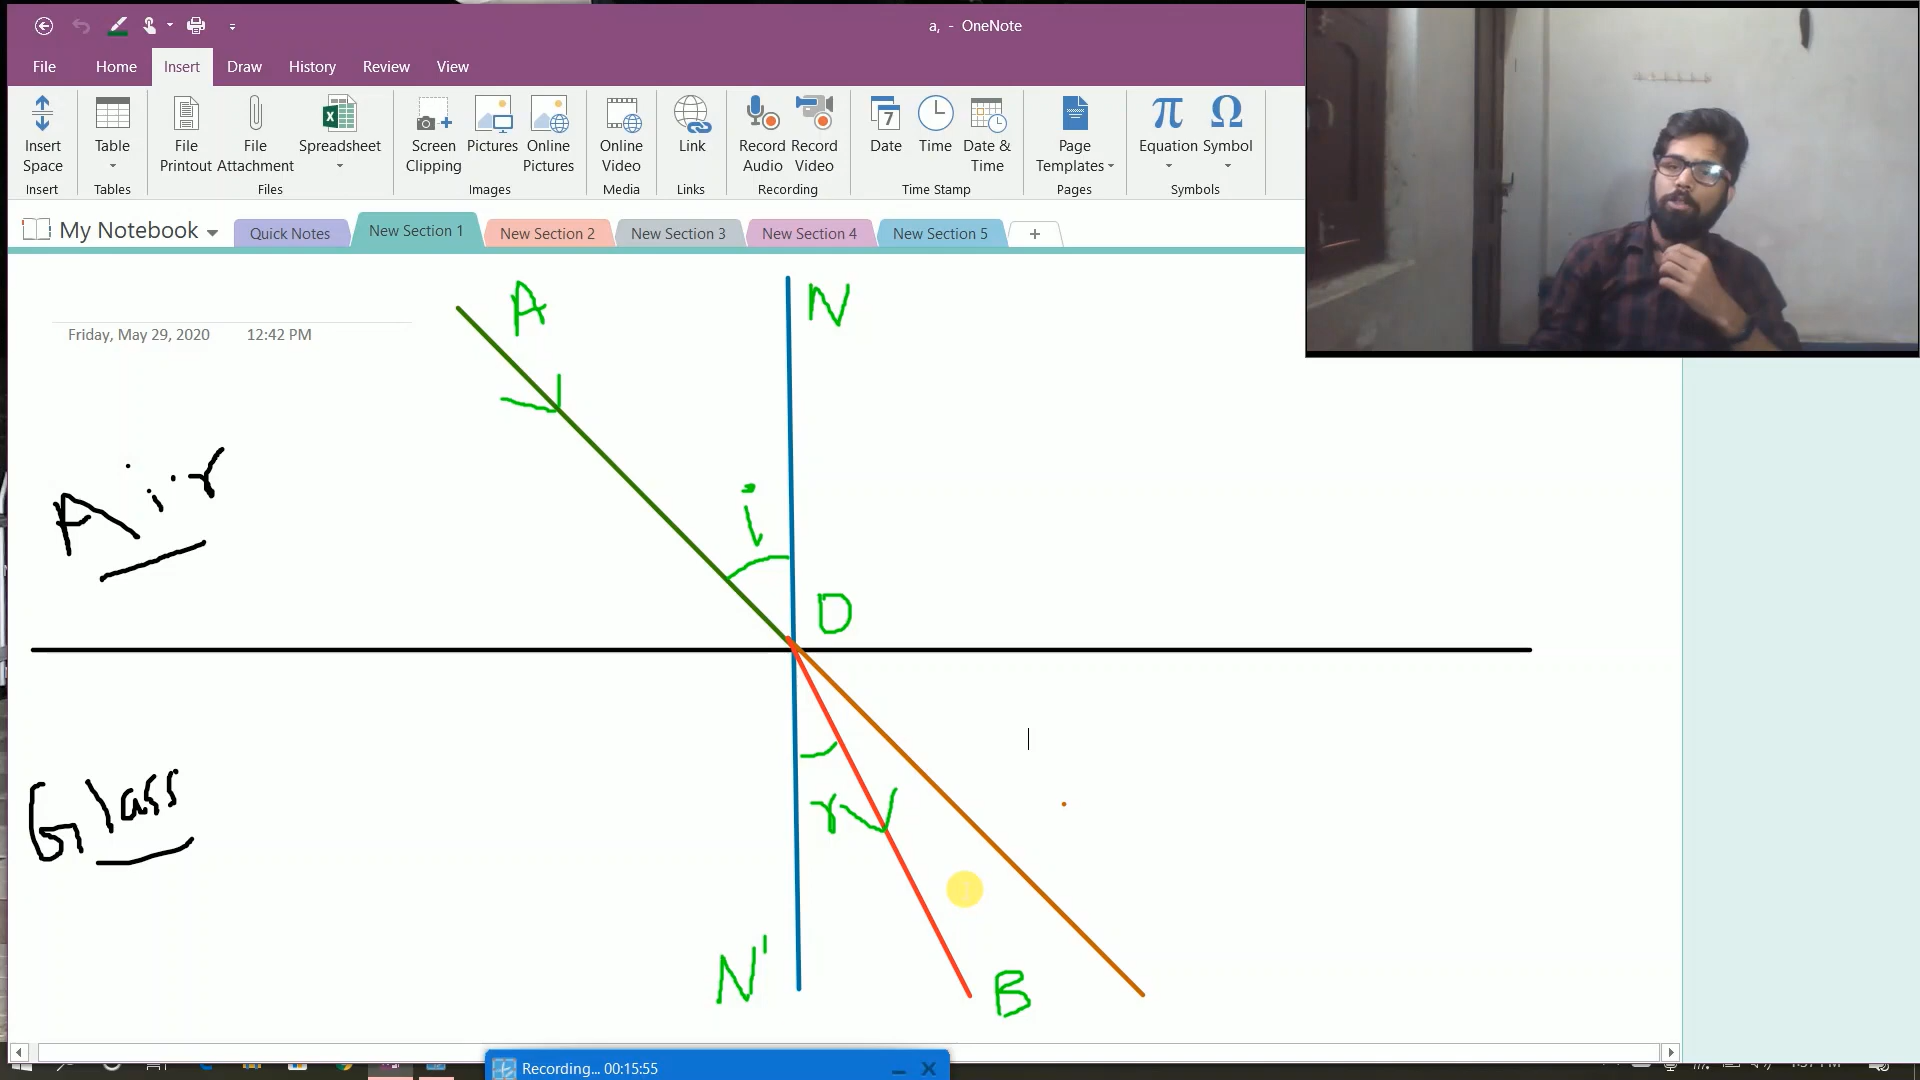 a, - OneNote
File Home Insert Draw History Review View
Insert Space Table File Printout File Attachment Spreadsheet Screen Clipping Pictures Online Pictures Online Video Link Record Audio Record Video Date Time Date & Time Page Templates Equation Symbol
Insert Tables Files Images Media Links Recording Time Stamp Pages Symbols
My Notebook Quick Notes New Section 1 New Section 2 New Section 3 New Section 4 New Section 5 +
A N
Friday, May 29, 2020 12:42 PM
i
Air
O
Glass
r
N'
B
Recording... 00:15:55